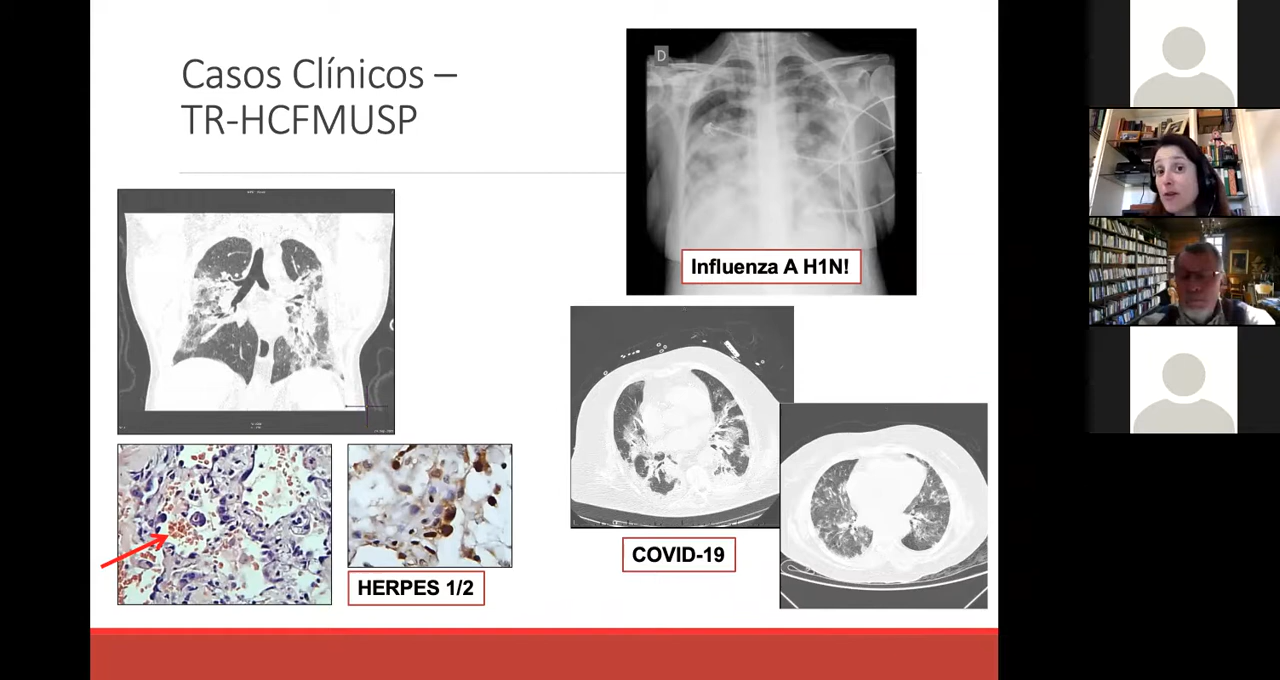 Casos Clínicos –
TR-HCFMUSP
D
Influenza A H1N!
COVID-19
HERPES 1/2